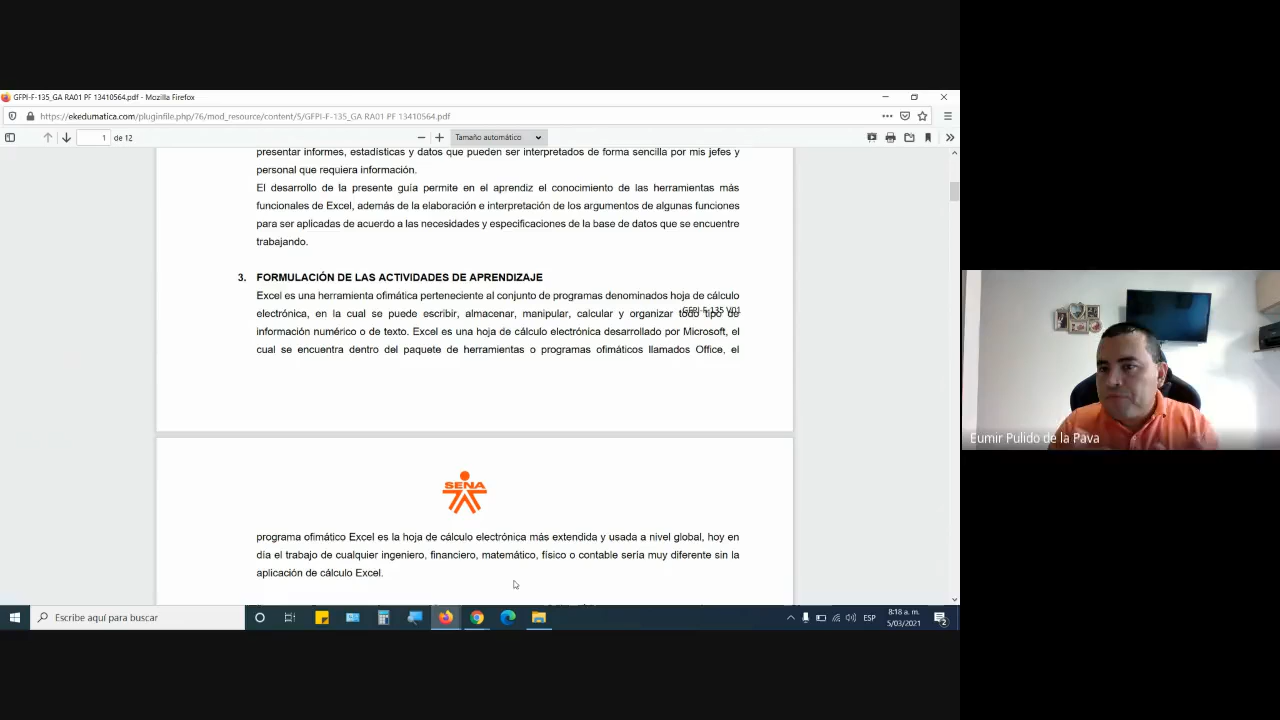 GFPI-F-135_GA RA01 PF 13410564.pdf - Mozilla Firefox
https://ekedumatica.com/pluginfile.php/76/mod_resource/content/5/GFPI-F-135_GA RA01 PF 13410564.pdf
1 de 12
Tamaño automático
presentar informes, estadísticas y datos que pueden ser interpretados de forma sencilla por mis jefes y
personal que requiera información.
El desarrollo de la presente guía permite en el aprendiz el conocimiento de las herramientas más
funcionales de Excel, además de la elaboración e interpretación de los argumentos de algunas funciones
para ser aplicadas de acuerdo a las necesidades y especificaciones de la base de datos que se encuentre
trabajando.
3. FORMULACIÓN DE LAS ACTIVIDADES DE APRENDIZAJE
Excel es una herramienta ofimática perteneciente al conjunto de programas denominados hoja de cálculo
GFPI-F-135 V01
electrónica, en la cual se puede escribir, almacenar, manipular, calcular y organizar todo tipo de
información numérico o de texto. Excel es una hoja de cálculo electrónica desarrollado por Microsoft, el
cual se encuentra dentro del paquete de herramientas o programas ofimáticos llamados Office, el
SENA
programa ofimático Excel es la hoja de cálculo electrónica más extendida y usada a nivel global, hoy en
día el trabajo de cualquier ingeniero, financiero, matemático, físico o contable sería muy diferente sin la
aplicación de cálculo Excel.
Eumir Pulido de la Pava
Escribe aquí para buscar
ESP
8:18 a. m.
5/03/2021
2